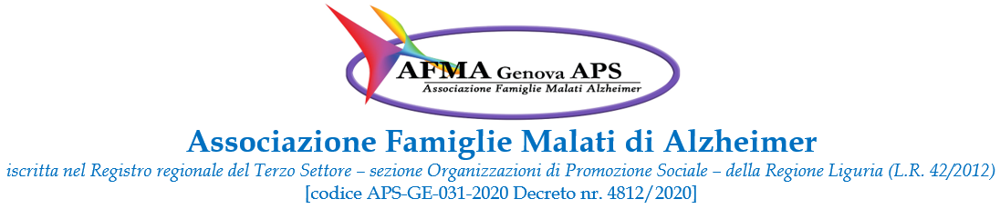 AFMA Genova APS
Associazione Famiglie Malati Alzheimer
Associazione Famiglie Malati di Alzheimer
iscritta nel Registro regionale del Terzo Settore – sezione Organizzazioni di Promozione Sociale – della Regione Liguria (L.R. 42/2012)
[codice APS-GE-031-2020 Decreto nr. 4812/2020]